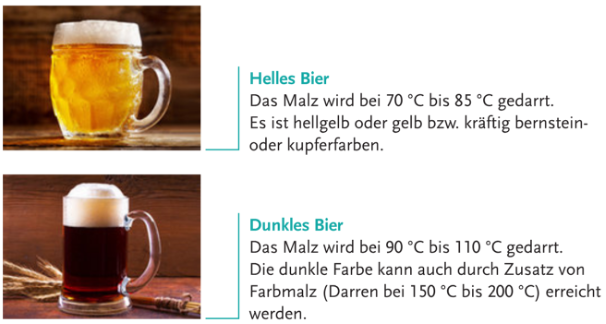 Helles Bier
Das Malz wird bei 70 °C bis 85 °C gedarrt.
Es ist hellgelb oder gelb bzw. kräftig bernstein-
oder kupferfarben.
Dunkles Bier
Das Malz wird bei 90 °C bis 110 °C gedarrt.
Die dunkle Farbe kann auch durch Zusatz von
Farbmalz (Darren bei 150 °C bis 200 °C) erreicht
werden.